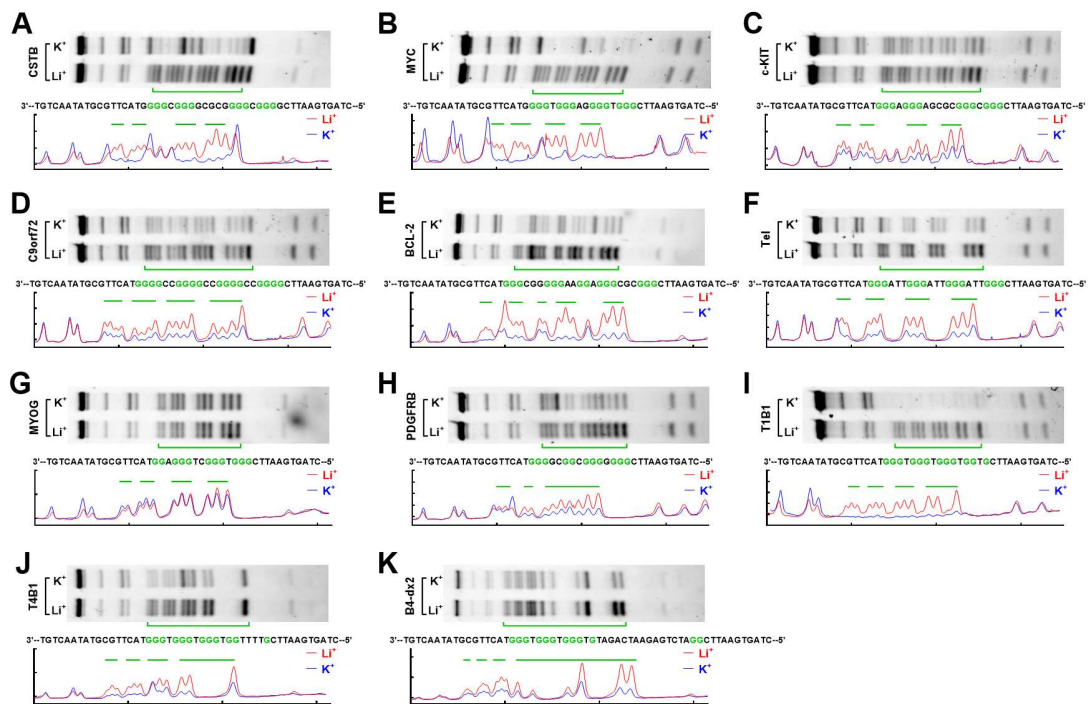 A
CSTB
K+
Li+
3'--TGTCAATATGCGTTCATGGGGCGGGGCGCGGGGCGGGGCTTAAGTGATC--5'
Li+
K+
B
MYC
K+
Li+
3'--TGTCAATATGCGTTCATGGGGTGGGAGGGGTGGGCTTAAGTGATC--5'
Li+
K+
C
c-KIT
K+
Li+
3'--TGTCAATATGCGTTCATGGGAGGGAGCGCGGGCGGGCTTAAGTGATC--5'
Li+
K+
D
C9orf72
K+
Li+
3'--TGTCAATATGCGTTCATGGGGCCGGGGCCGGGGCCGGGGCTTAAGTGATC--5'
Li+
K+
E
BCL-2
K+
Li+
3'--TGTCAATATGCGTTCATGGGCGGGGGAAGGAGGGCGCGGGCTTAAGTGATC--5'
Li+
K+
F
Tel
K+
Li+
3'--TGTCAATATGCGTTCATGGGATTGGGATTGGGATTGGGCTTAAGTGATC--5'
Li+
K+
G
MYOG
K+
Li+
3'--TGTCAATATGCGTTCATGGAGGGTCGGGTGGGCTTAAGTGATC--5'
Li+
K+
H
PDGFRB
K+
Li+
3'--TGTCAATATGCGTTCATGGGGCGGCGGGGGGGCTTAAGTGATC--5'
Li+
K+
I
T1B1
K+
Li+
3'--TGTCAATATGCGTTCATGGGTGGGTGGGTGGTGCTTAAGTGATC--5'
Li+
K+
J
T4B1
K+
Li+
3'--TGTCAATATGCGTTCATGGGTGGGTGGGTGGTTTTGCTTAAGTGATC--5'
Li+
K+
K
B4-dx2
K+
Li+
3'--TGTCAATATGCGTTCATGGGTGGGTGGGTGTAGACTAAGAGTCTAGGCTTAAGTGATC--5'
Li+
K+